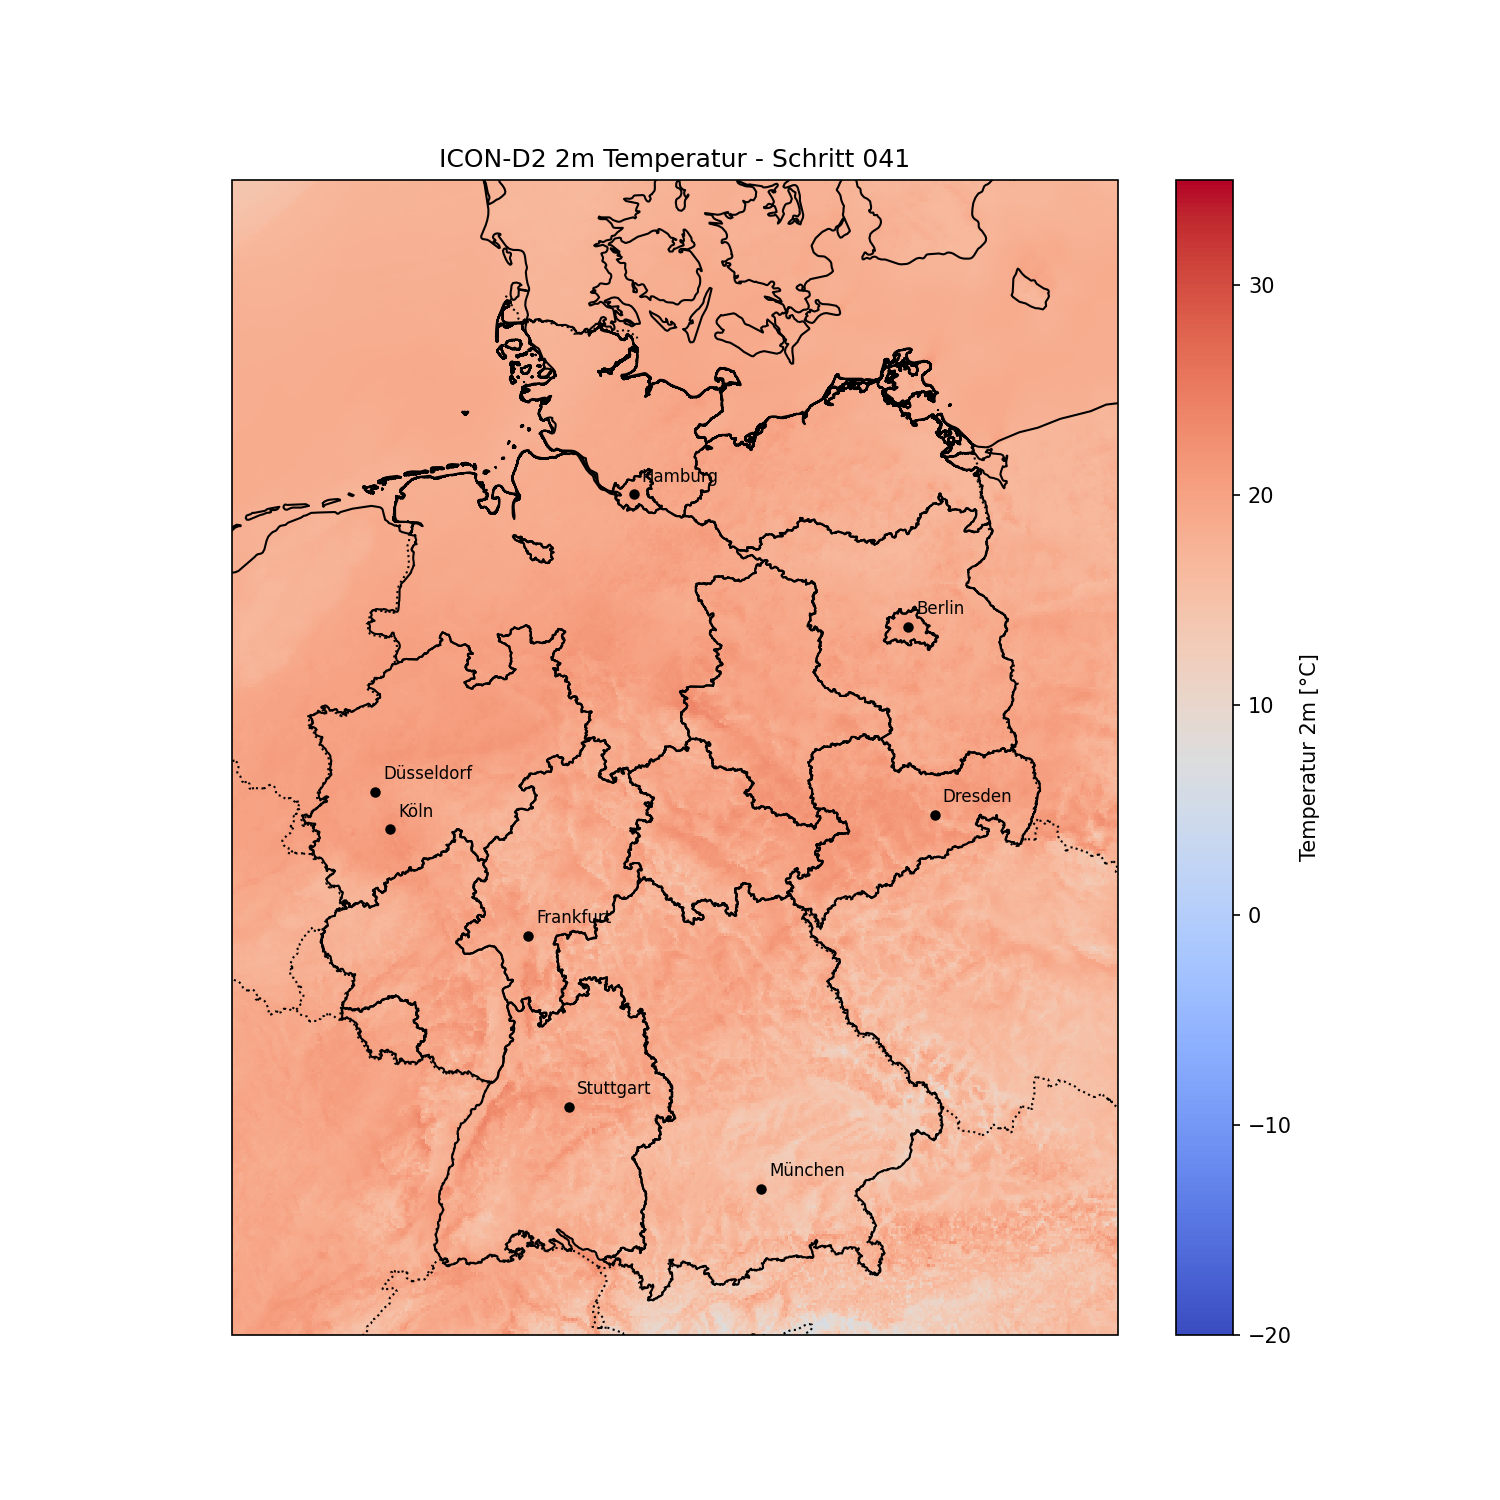 ICON-D2 2m Temperatur - Schritt 041
Hamburg
Berlin
Düsseldorf
Köln
Dresden
Frankfurt
Stuttgart
München
30
20
10
0
−10
−20
Temperatur 2m [°C]